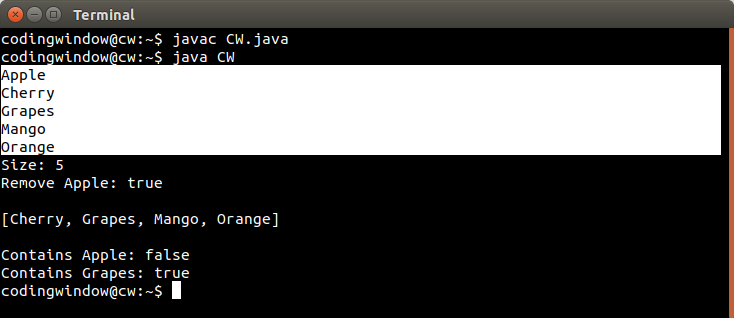 Terminal
codingwindow@cw:~$ javac CW.java
codingwindow@cw:~$ java CW
Apple
Cherry
Grapes
Mango
Orange
Size: 5
Remove Apple: true
[Cherry, Grapes, Mango, Orange]
Contains Apple: false
Contains Grapes: true
codingwindow@cw:~$